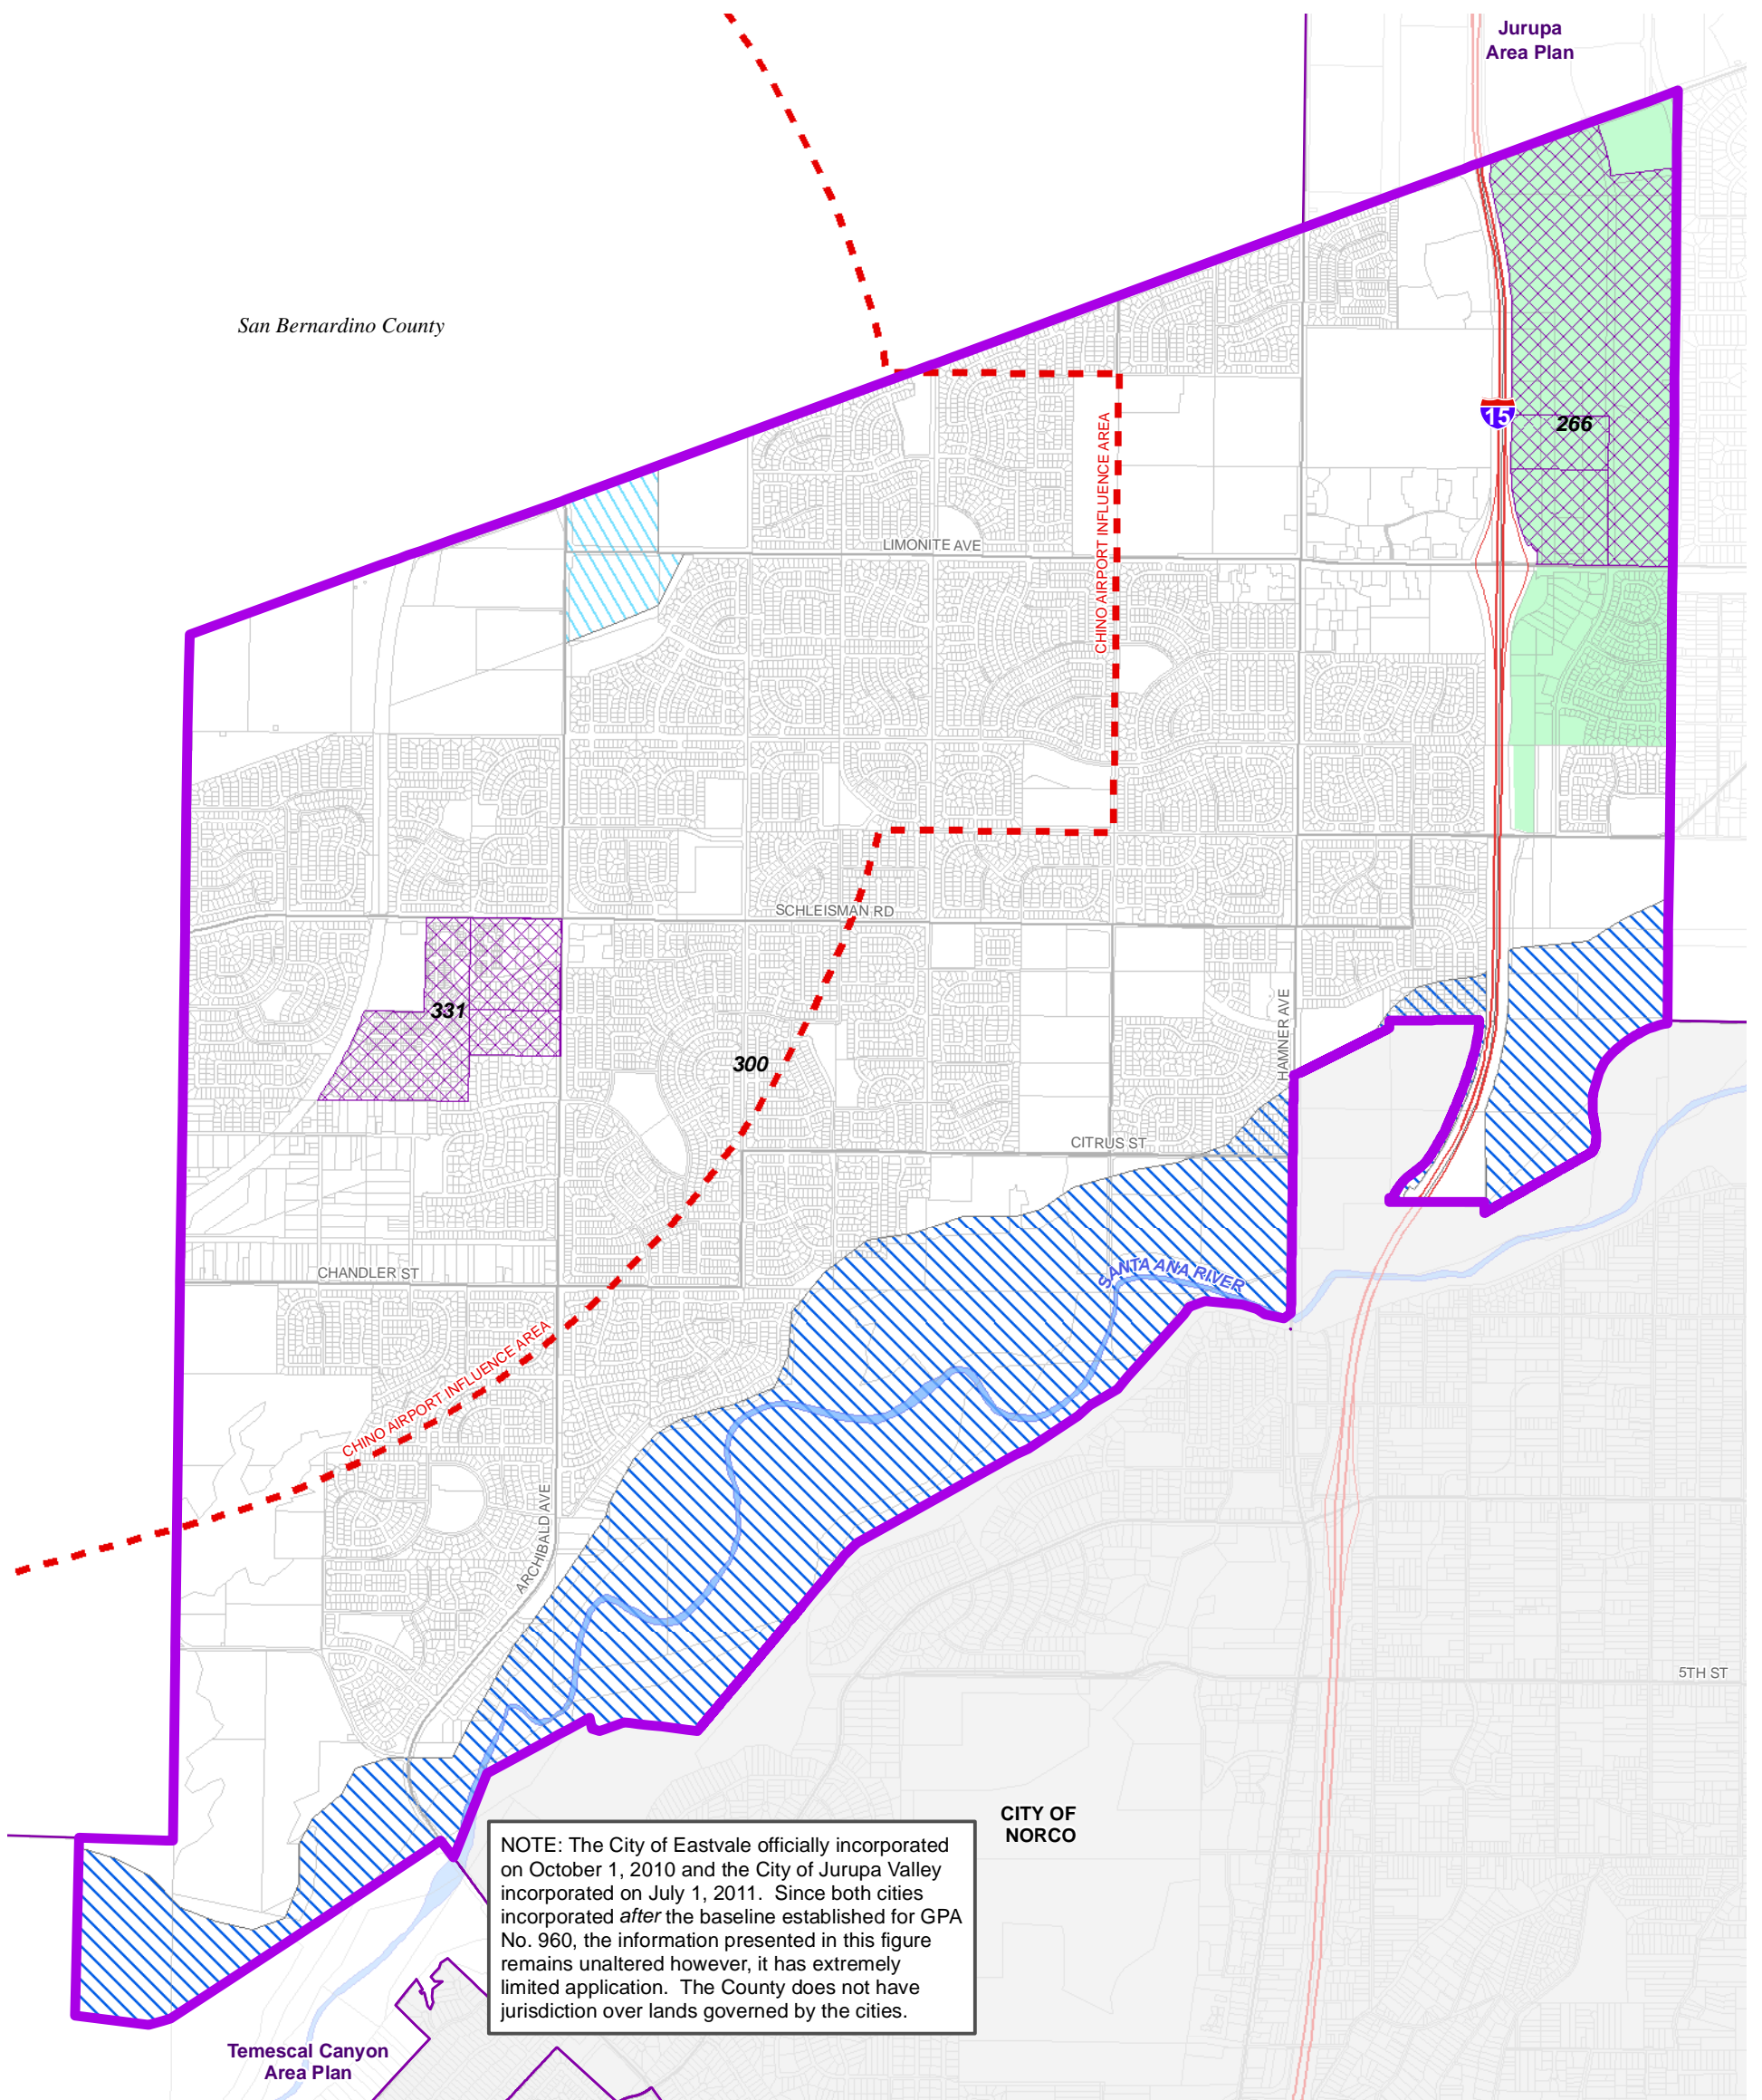 Jurupa
Area Plan
San Bernardino County
15
266
CHINO AIRPORT INFLUENCE AREA
LIMONITE AVE
SCHLEISMAN RD
331
300
HAMNER AVE
CITRUS ST
SANTA ANA RIVER
CHANDLER ST
CHINO AIRPORT INFLUENCE AREA
ARCHIBALD AVE
5TH ST
CITY OF
NORCO
NOTE: The City of Eastvale officially incorporated
on October 1, 2010 and the City of Jurupa Valley
incorporated on July 1, 2011.  Since both cities
incorporated after the baseline established for GPA
No. 960, the information presented in this figure
remains unaltered however, it has extremely
limited application.  The County does not have
jurisdiction over lands governed by the cities.
Temescal Canyon
Area Plan